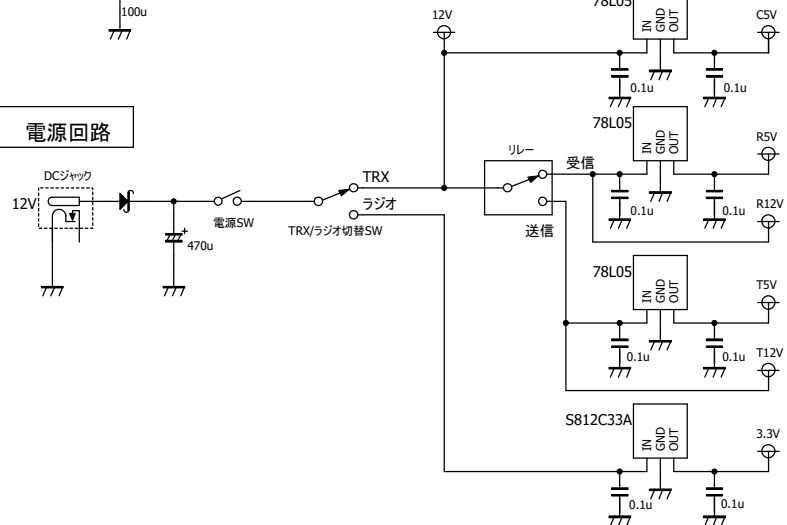 100u
12V
78L05
IN
GND
OUT
C5V
0.1u
0.1u
電源回路
DCジャック
12V
+
470u
電源SW
TRX
ラジオ
TRX/ラジオ切替SW
リレー
受信
送信
78L05
IN
GND
OUT
R5V
0.1u
0.1u
R12V
78L05
IN
GND
OUT
T5V
0.1u
0.1u
T12V
S812C33A
IN
GND
OUT
3.3V
0.1u
0.1u